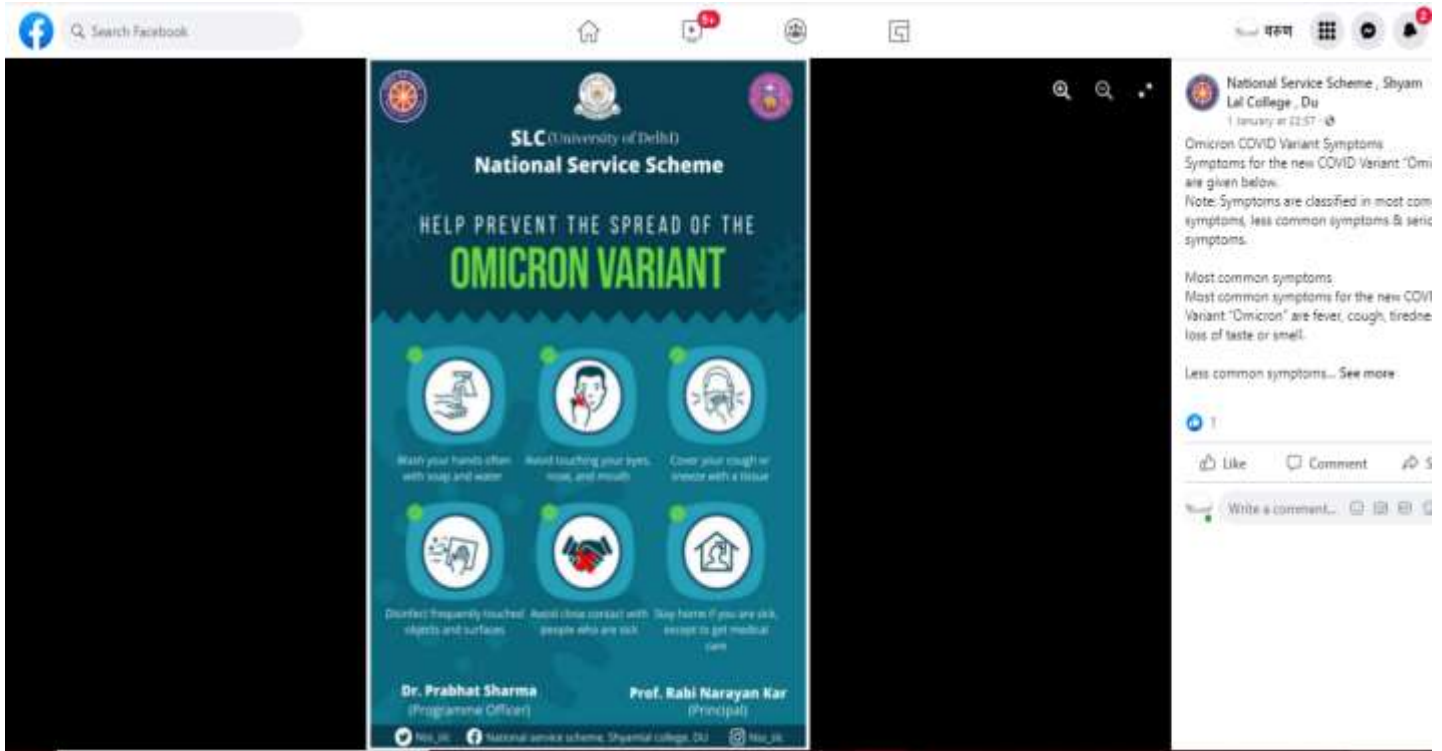 Search Facebook
9+
वरुण
2
SLC (University of Delhi)
National Service Scheme
HELP PREVENT THE SPREAD OF THE
OMICRON VARIANT
Wash your hands often
with soap and water
Avoid touching your eyes,
nose, and mouth
Cover your cough or
sneeze with a tissue
Disinfect frequently touched
objects and surfaces
Avoid close contact with
people who are sick
Stay home if you are sick,
except to get medical
care
Dr. Prabhat Sharma
(Programme Officer)
Prof. Rabi Narayan Kar
(Principal)
Nss_slc
National service scheme, Shyamlal college, DU
Nss_slc
National Service Scheme , Shyam
Lal College , Du
1 January at 22:57
Omicron COVID Variant Symptoms
Symptoms for the new COVID Variant "Omi
are given below.
Note: Symptoms are classified in most com
symptoms, less common symptoms & serio
symptoms.
Most common symptoms
Most common symptoms for the new COVI
Variant "Omicron" are fever, cough, tiredne
loss of taste or smell.
Less common symptoms... See more
1
Like
Comment
S
Write a comment...